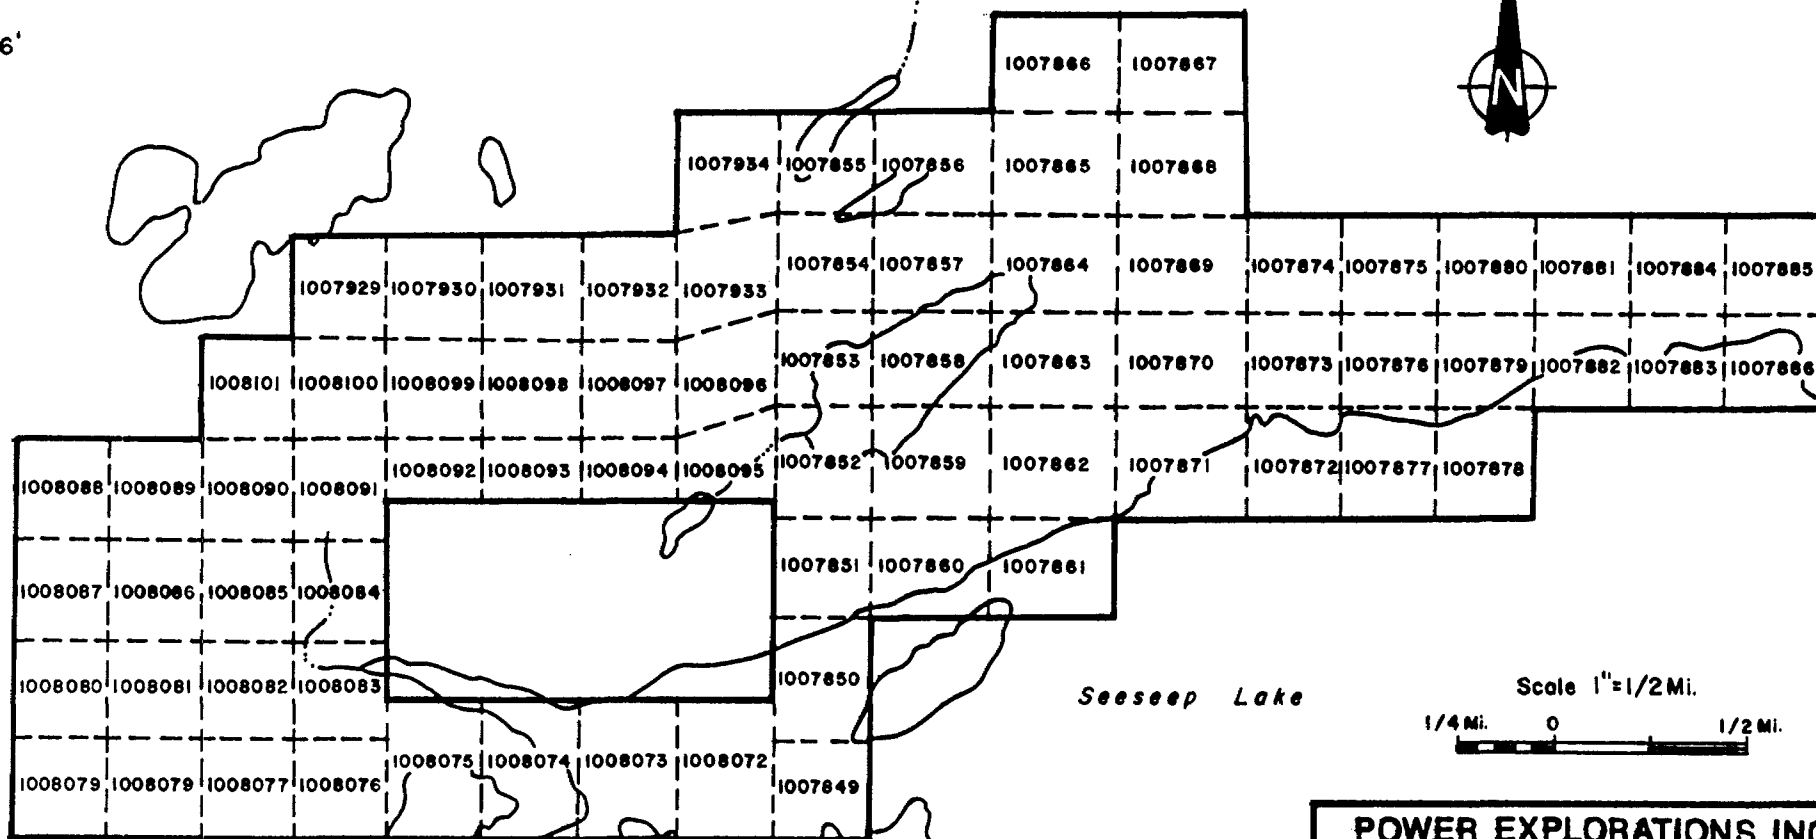 6'
1007866 1007867
N
1007934 1007855 1007856 1007865 1007868
1007854 1007857 1007864 1007869 1007874 1007875 1007880 1007881 1007884 1007885
1007929 1007930 1007931 1007932 1007933
1007853 1007858 1007863 1007870 1007873 1007876 1007879 1007882 1007883 1007886
1008101 1008100 1008099 1008098 1008097 1008096
1007852 1007859 1007862 1007871 1007872 1007877 1007878
1008092 1008093 1008094 1008095
1008088 1008089 1008090 1008091
1007851 1007860 1007861
1008087 1008086 1008085 1008084
1008080 1008081 1008082 1008083 1007850
Seeseep Lake
Scale 1"=1/2 Mi.
1/4 Mi. 0 1/2 Mi.
1008075 1008074 1008073 1008072
1008079 1008079 1008077 1008076 1007849
POWER EXPLORATIONS INC